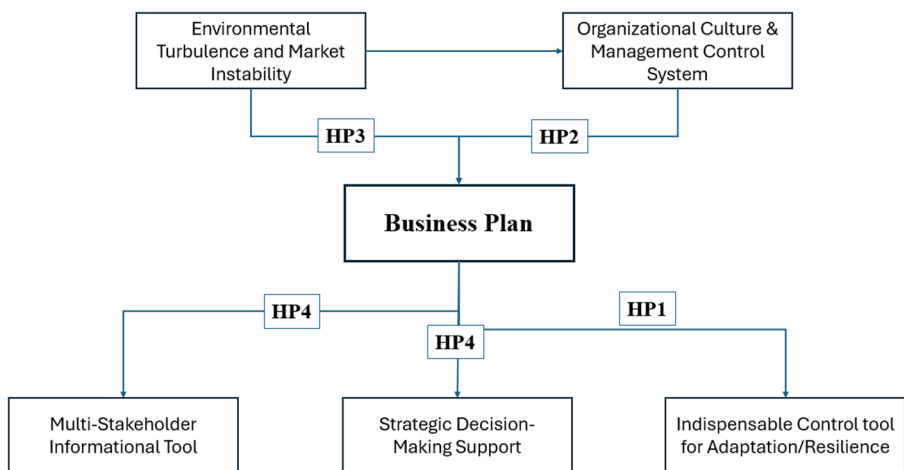 Environmental
Turbulence and Market
Instability
Organizational Culture &
Management Control
System
HP3
HP2
Business Plan
HP4
HP1
HP4
Multi-Stakeholder
Informational Tool
Strategic Decision-
Making Support
Indispensable Control tool
for Adaptation/Resilience